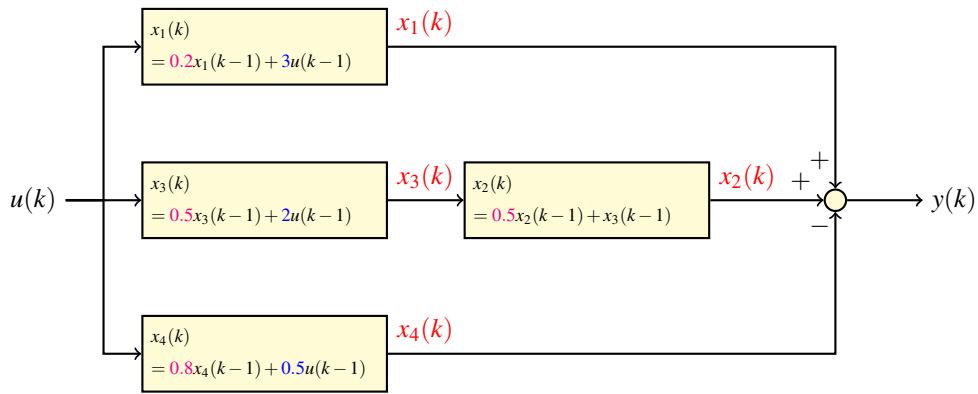 x₁(k)
x₁(k)
= 0.2x₁(k−1)+3u(k−1)
+
u(k)
x₃(k)
= 0.5x₃(k−1)+2u(k−1)
x₃(k)
x₂(k)
= 0.5x₂(k−1)+x₃(k−1)
x₂(k)
+
y(k)
−
x₄(k)
= 0.8x₄(k−1)+0.5u(k−1)
x₄(k)